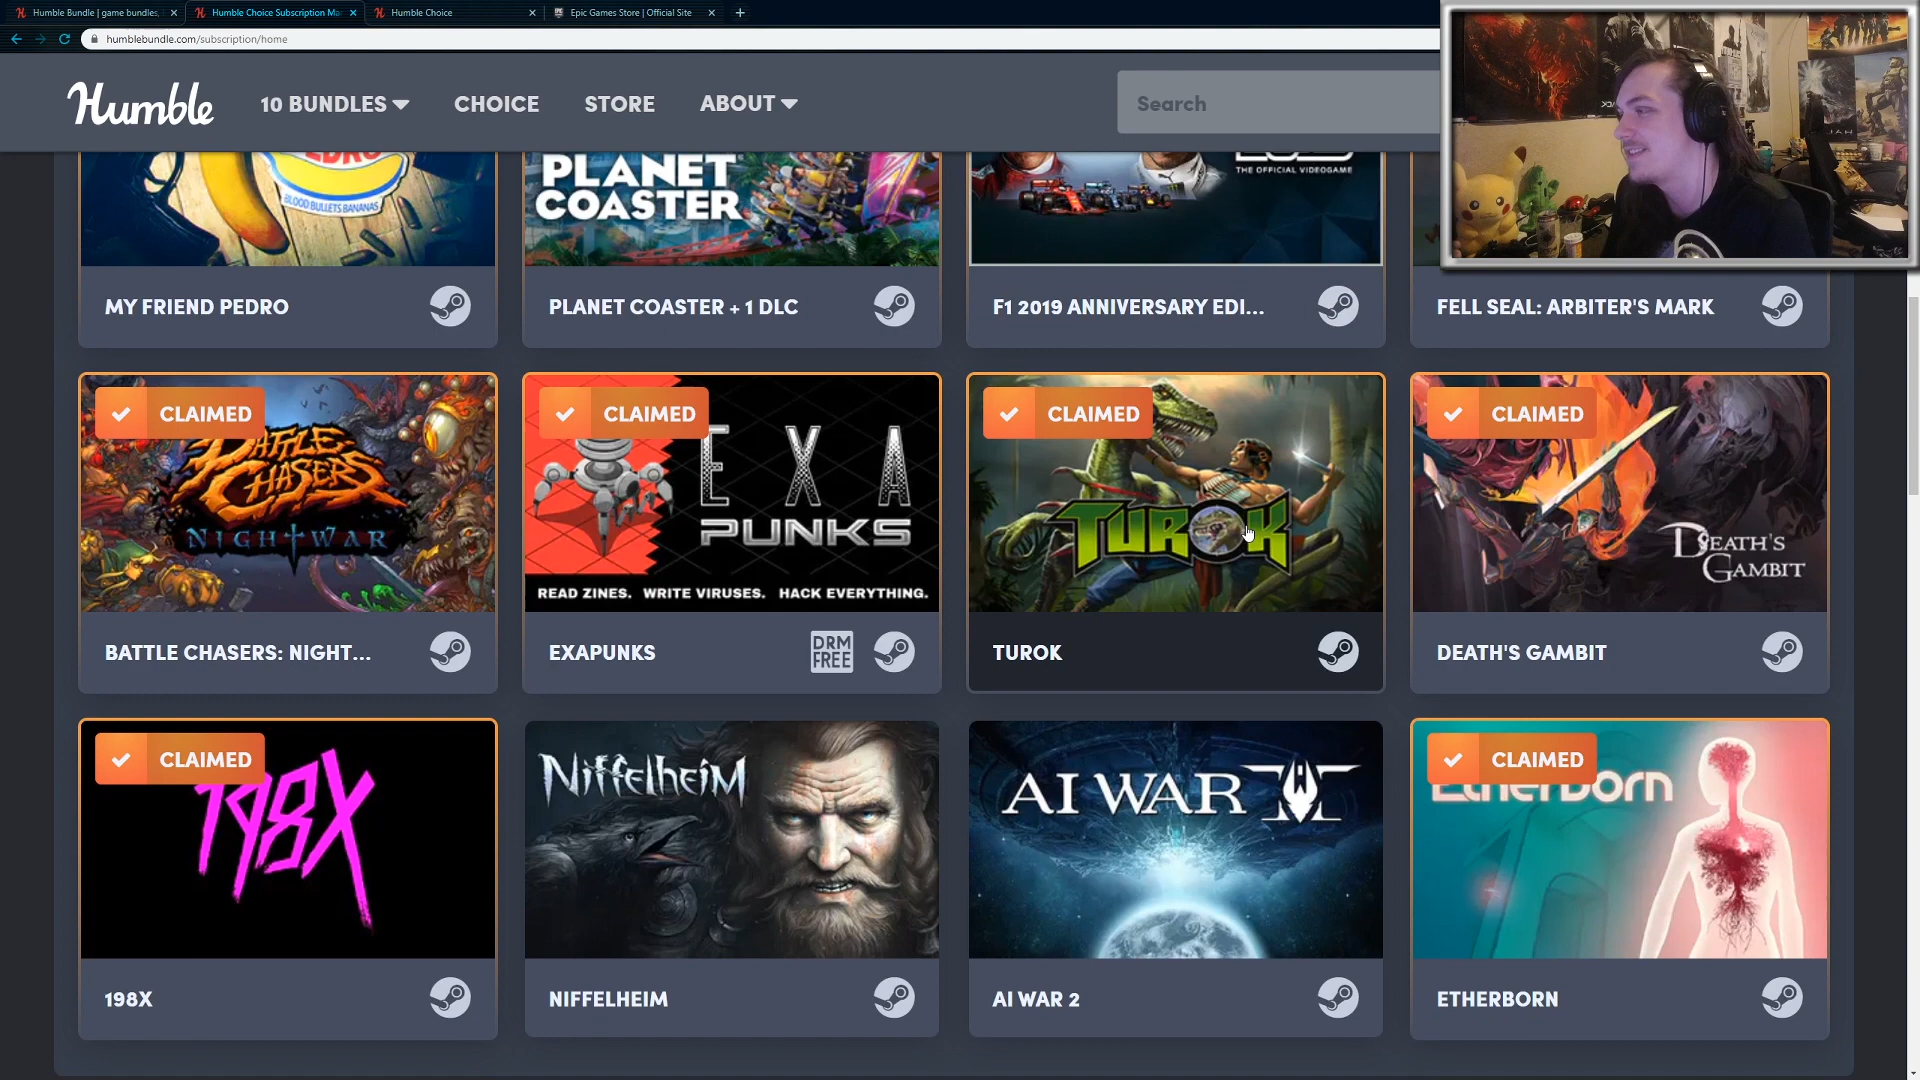 Humble Bundle | game bundles,
Humble Choice Subscription Ma
Humble Choice
Epic Games Store | Official Site
humblebundle.com/subscription/home
Humble
10 BUNDLES
CHOICE
STORE
ABOUT
Search
PEDRO
BLOOD BULLETS BANANAS
PLANET
COASTER
THE OFFICIAL VIDEOGAME
MY FRIEND PEDRO
PLANET COASTER + 1 DLC
F1 2019 ANNIVERSARY EDI...
FELL SEAL: ARBITER'S MARK
CLAIMED
BATTLE
CHASERS
NIGHTWAR
CLAIMED
EXA
PUNKS
READ ZINES. WRITE VIRUSES. HACK EVERYTHING.
CLAIMED
TUROK
CLAIMED
DEATH'S
GAMBIT
BATTLE CHASERS: NIGHT...
EXAPUNKS
DRM
FREE
TUROK
DEATH'S GAMBIT
CLAIMED
198X
NIFFELHEIM
AI WAR
CLAIMED
Etherborn
198X
NIFFELHEIM
AI WAR 2
ETHERBORN